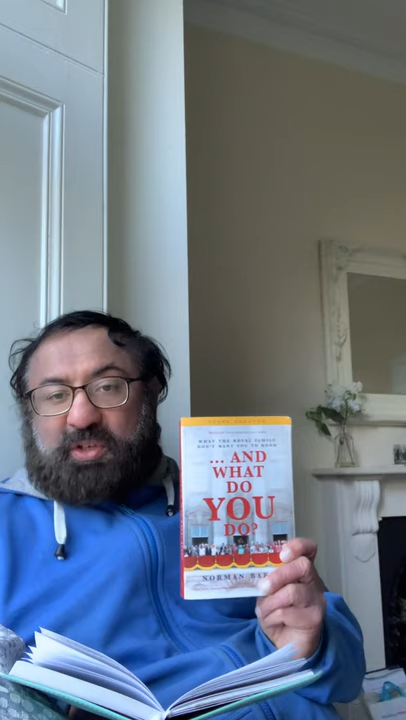 WHAT THE ROYAL FAMILY
DON'T WANT YOU TO KNOW
... AND
WHAT
DO
YOU
DO?
NORMAN